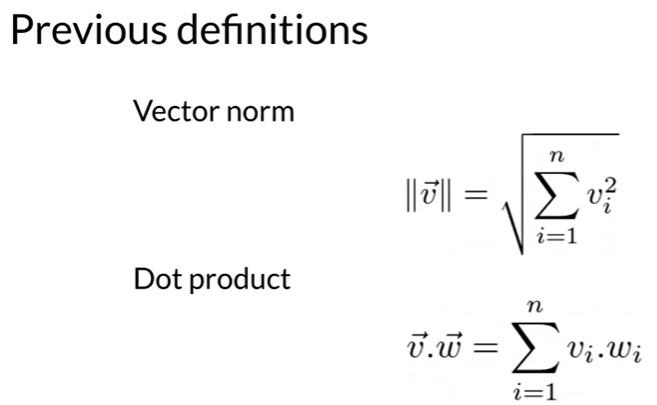 Previous definitions
Vector norm
‖v⃗‖ = √(∑_{i=1}^{n} v_i^2)
Dot product
v⃗.w⃗ = ∑_{i=1}^{n} v_i.w_i